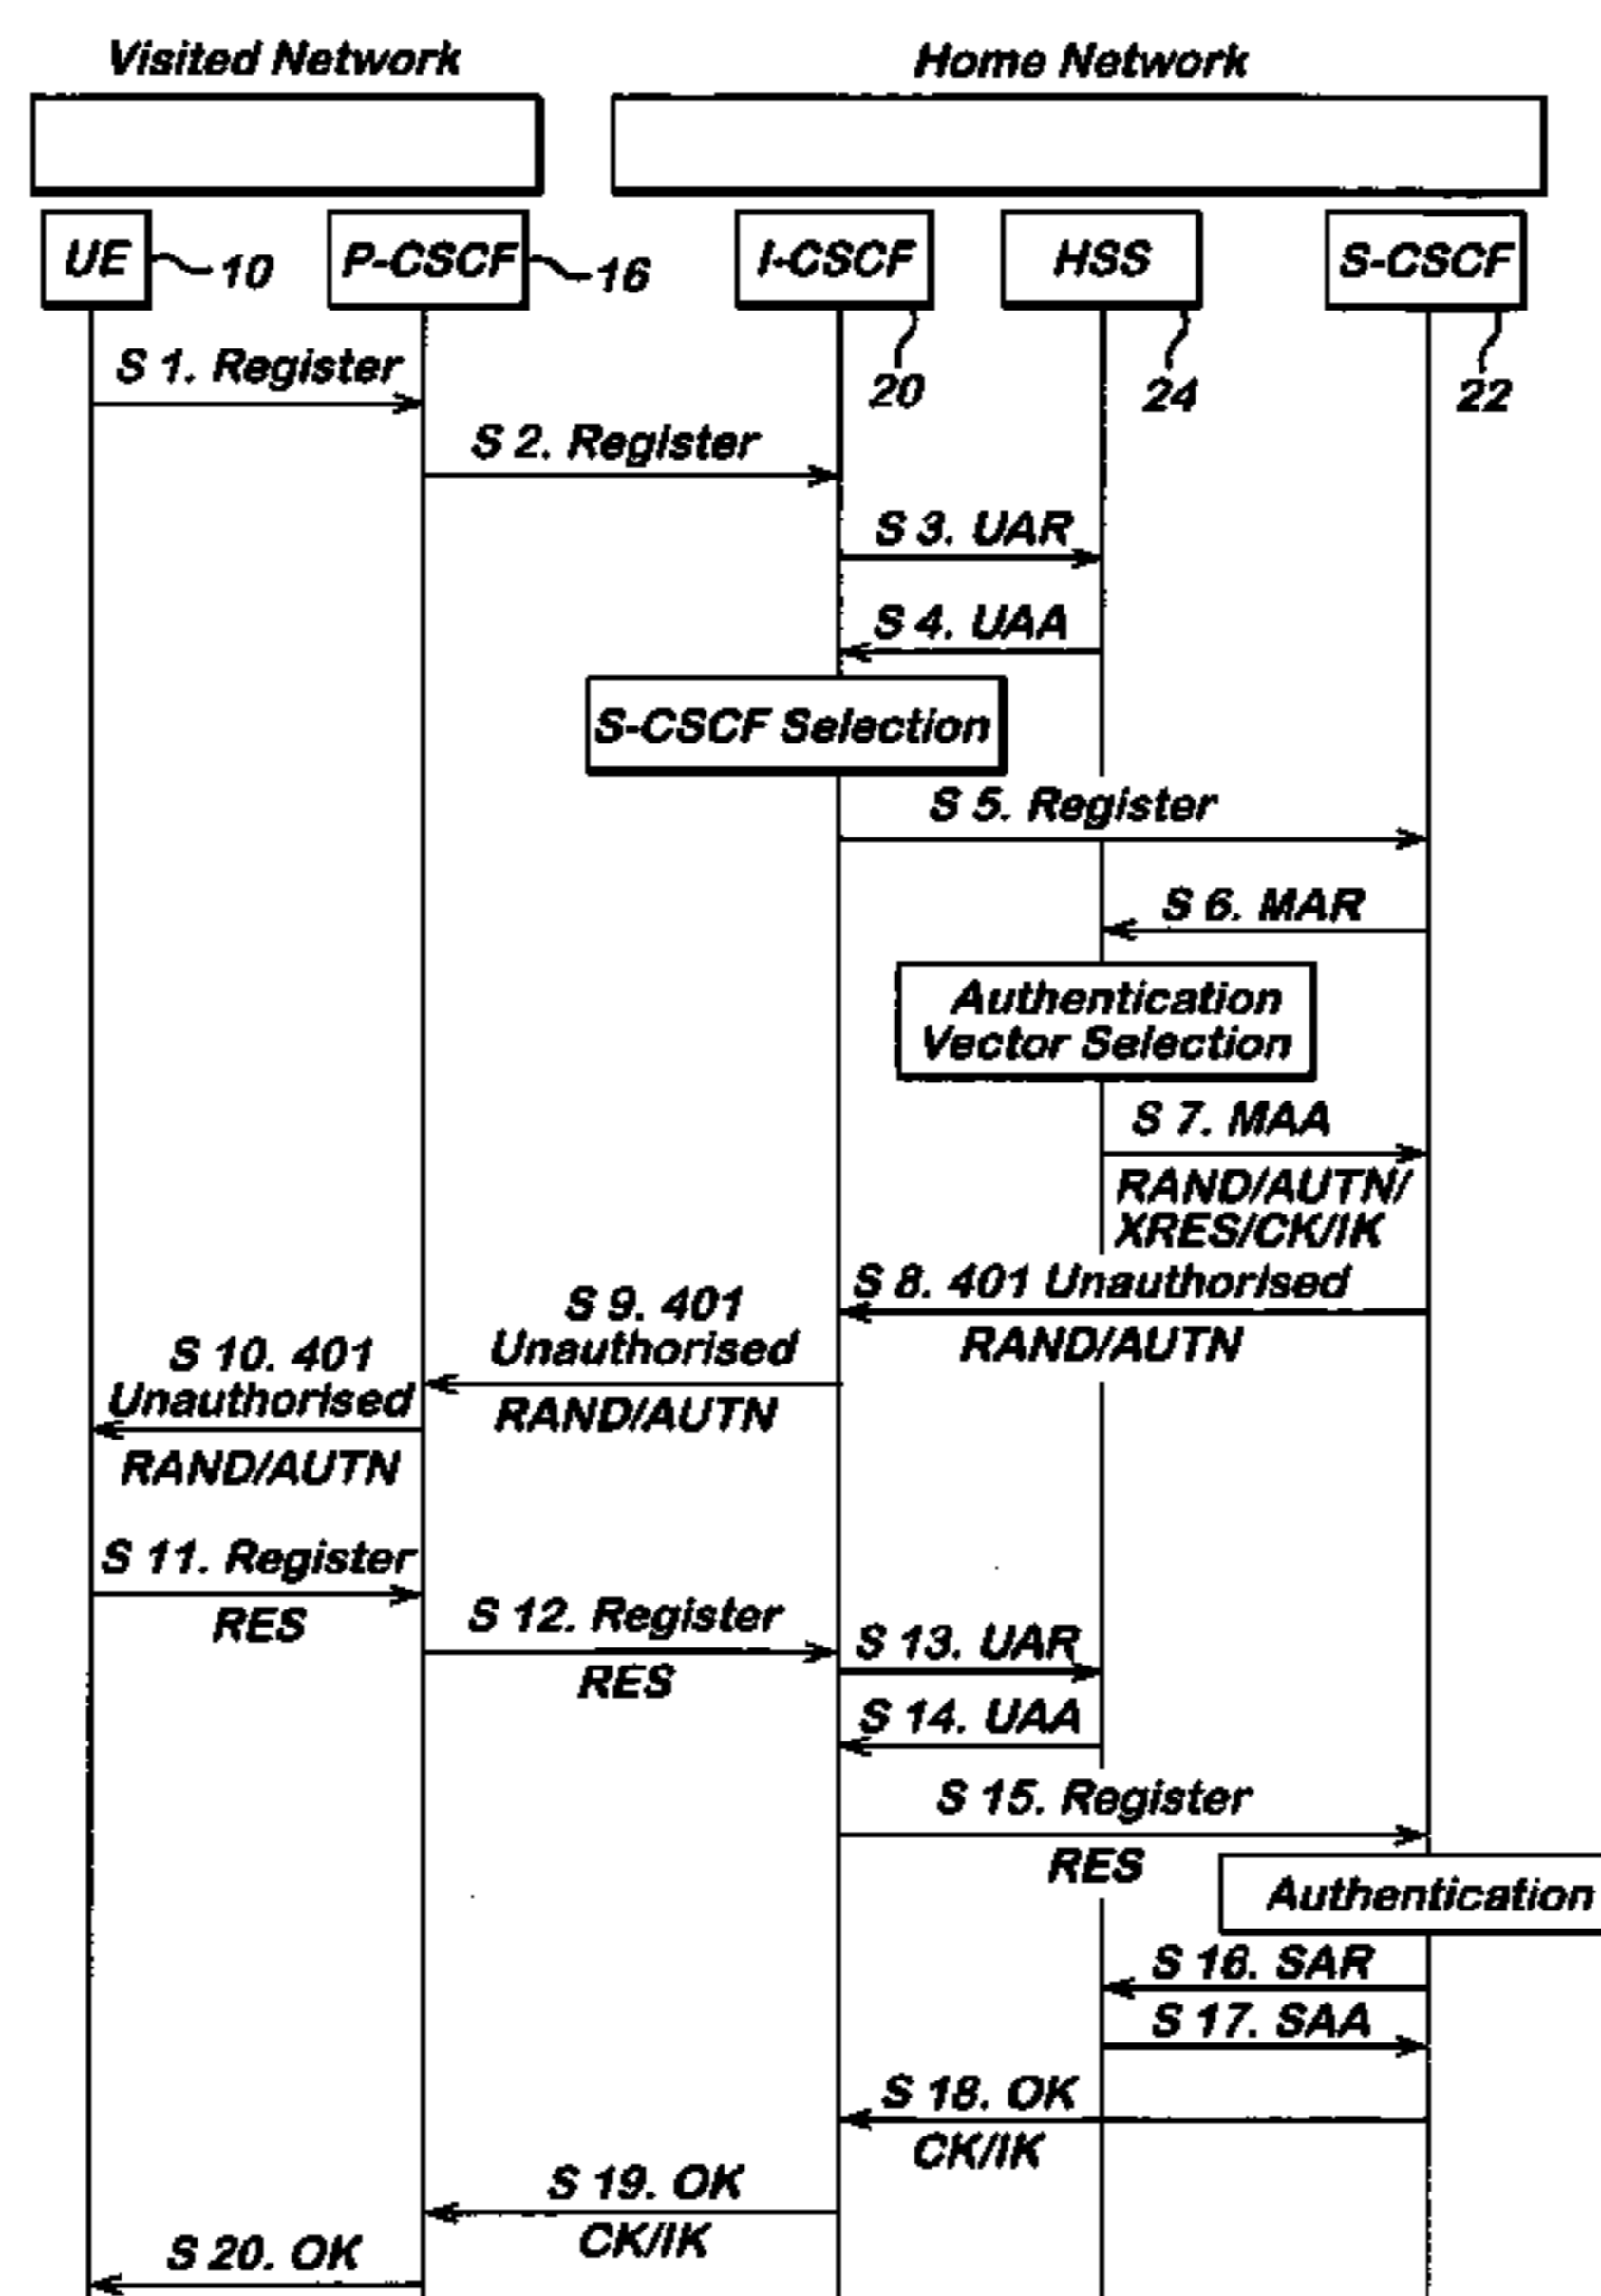 Visited Network
Home Network
UE
10
P-CSCF
16
I-CSCF
HSS
S-CSCF
20
24
22
S 1. Register
S 2. Register
S 3. UAR
S 4. UAA
S-CSCF Selection
S 5. Register
S 6. MAR
Authentication
Vector Selection
S 7. MAA
RAND/AUTN/
XRES/CK/IK
S 8. 401 Unauthorised
RAND/AUTN
S 9. 401
Unauthorised
RAND/AUTN
S 10. 401
Unauthorised
RAND/AUTN
S 11. Register
RES
S 12. Register
RES
S 13. UAR
S 14. UAA
S 15. Register
RES
Authentication
S 16. SAR
S 17. SAA
S 18. OK
CK/IK
S 19. OK
CK/IK
S 20. OK